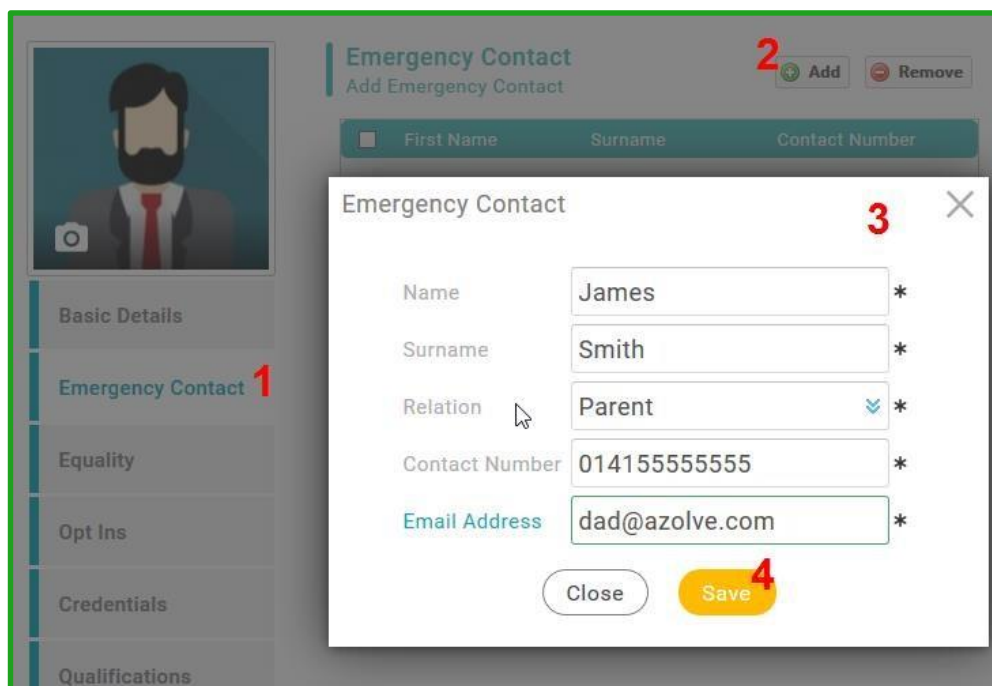 Emergency Contact
Add Emergency Contact
2
Add
Remove
First Name Surname Contact Number
Emergency Contact
3
Name James *
Surname Smith *
Relation Parent *
Contact Number 014155555555 *
Email Address dad@azolve.com *
Close Save 4
Basic Details
Emergency Contact 1
Equality
Opt Ins
Credentials
Qualifications